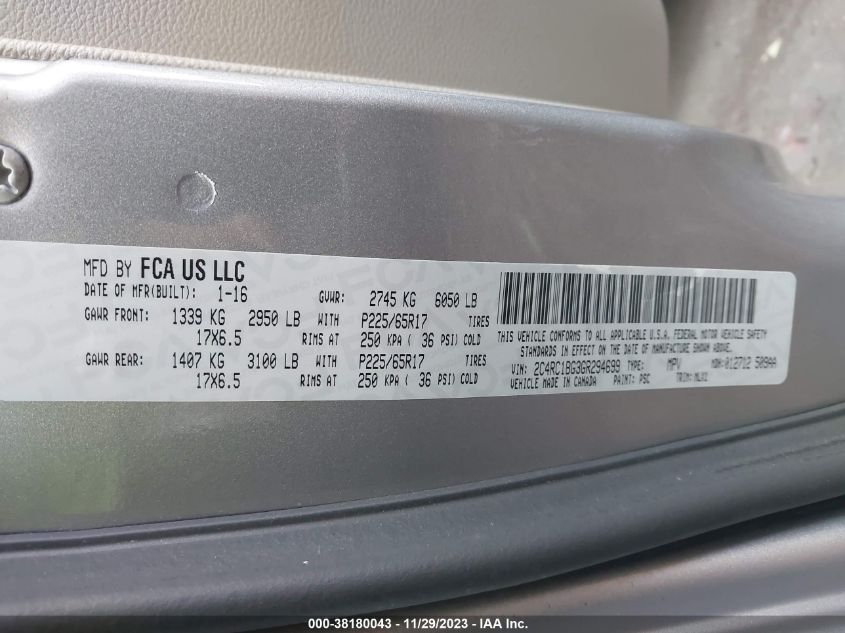 MFD BY FCA US LLC
DATE OF MFR(BUILT): 1-16 GVWR: 2745 KG 6050 LB
GAWR FRONT: 1339 KG 2950 LB WITH P225/65R17 TIRES
17X6.5 RIMS AT 250 KPA ( 36 PSI) COLD
GAWR REAR: 1407 KG 3100 LB WITH P225/65R17 TIRES
17X6.5 RIMS AT 250 KPA ( 36 PSI) COLD
THIS VEHICLE CONFORMS TO ALL APPLICABLE U.S.A. FEDERAL MOTOR VEHICLE SAFETY
STANDARDS IN EFFECT ON THE DATE OF MANUFACTURE SHOWN ABOVE.
VIN: 2C4RC1BG3GR294699 TYPE: MPV MDH: 012712 509AA
VEHICLE MADE IN CANADA PAINT: PSC TRIM: MLV2
000-38180043 - 11/29/2023 - IAA Inc.